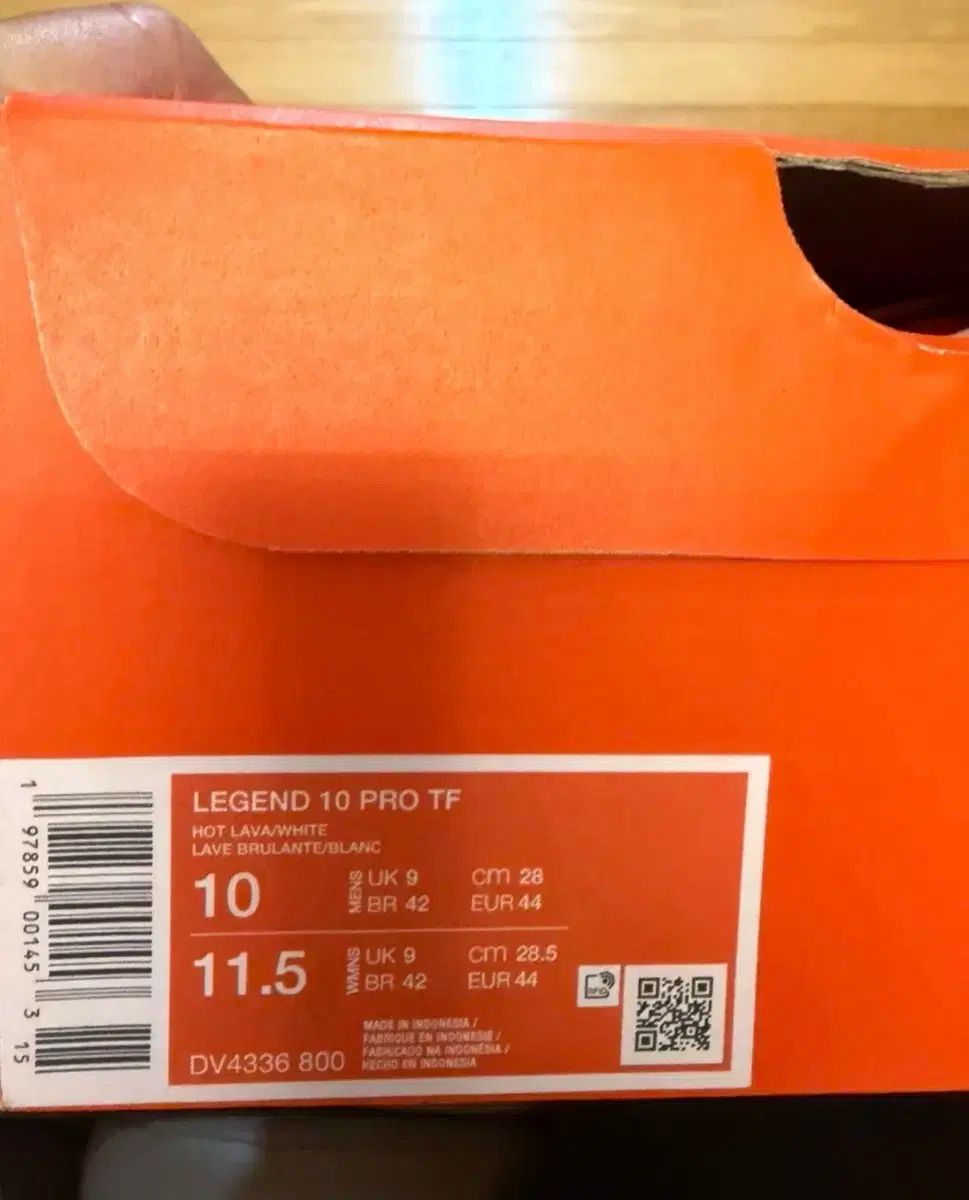 LEGEND 10 PRO TF
HOT LAVA/WHITE
LAVE BRULANTE/BLANC
10 MENS UK 9 cm 28
BR 42 EUR 44
11.5 WMNS UK 9 cm 28.5
BR 42 EUR 44
RFID
MADE IN INDONESIA /
FABRIQUE EN INDONESIE /
FABRICADO NA INDONÉSIA /
HECHO EN INDONESIA
DV4336 800
1 97859 00145 3 15